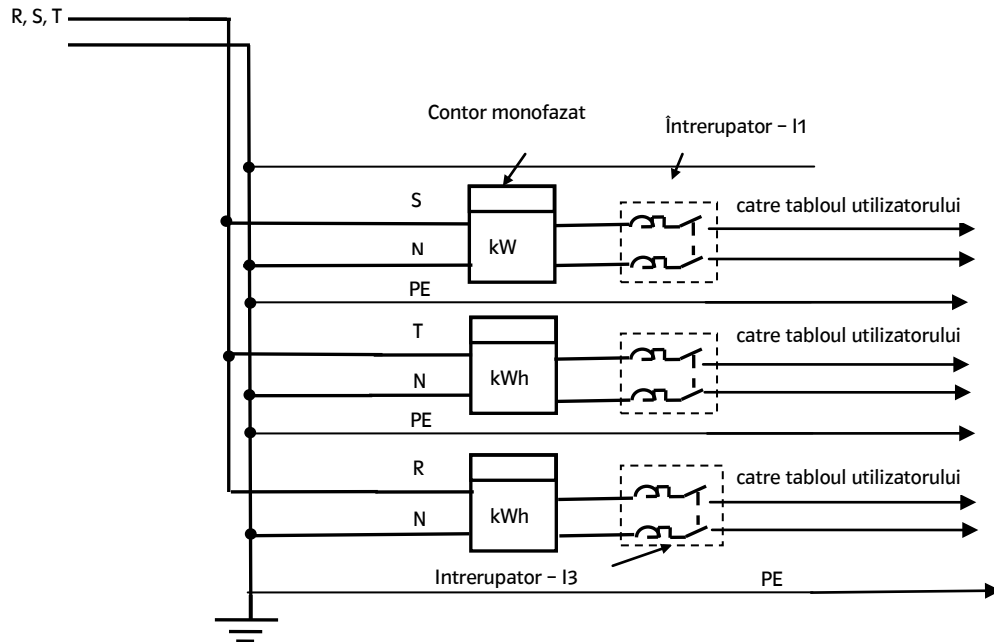 R, S, T
Contor monofazat
Întrerupator – I1
S
catre tabloul utilizatorului
kW
N
PE
T
catre tabloul utilizatorului
kWh
N
PE
R
catre tabloul utilizatorului
kWh
N
Intrerupator – I3
PE